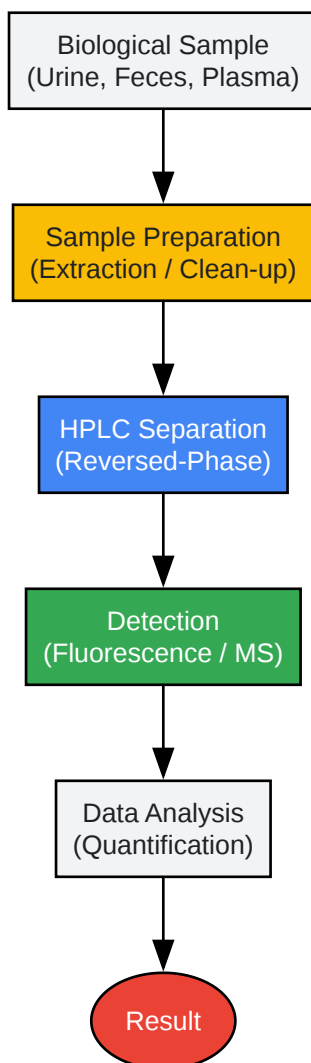 Biological Sample
(Urine, Feces, Plasma)
Sample Preparation
(Extraction / Clean-up)
HPLC Separation
(Reversed-Phase)
Detection
(Fluorescence / MS)
Data Analysis
(Quantification)
Result